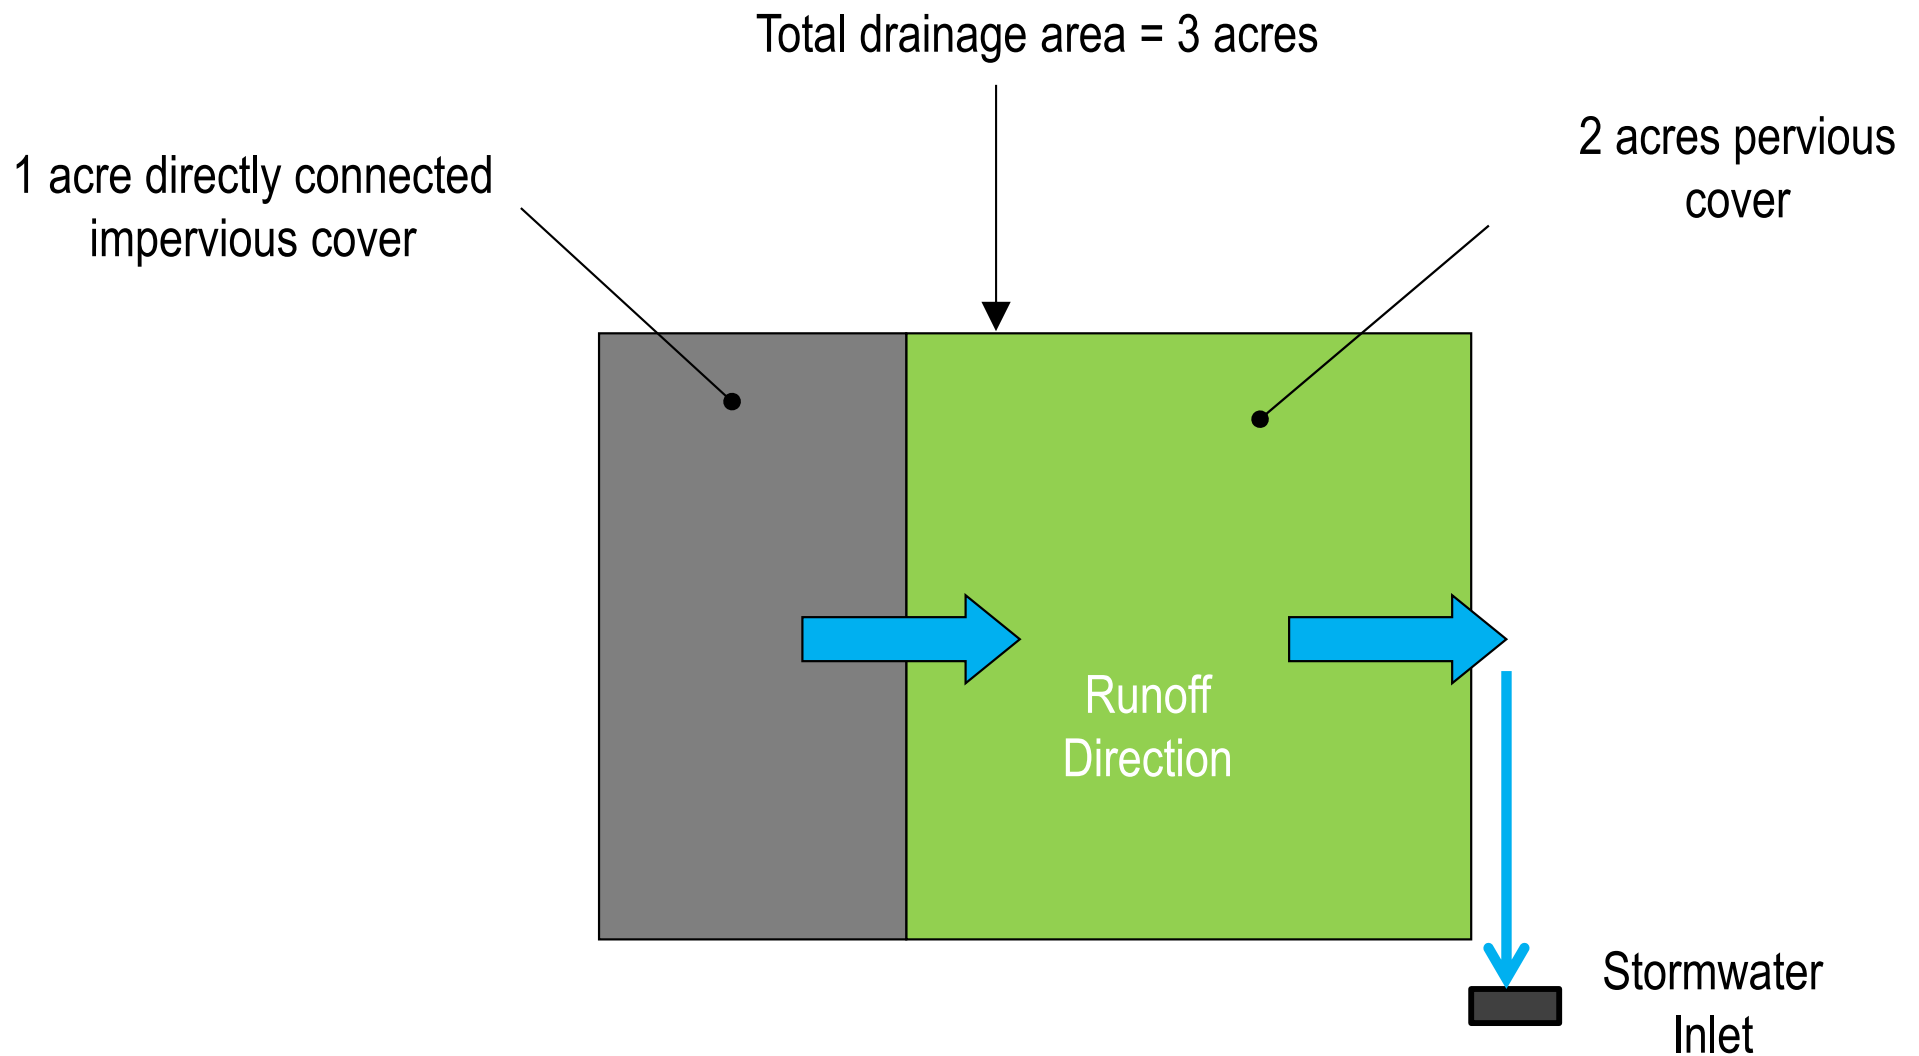 Total drainage area = 3 acres
1 acre directly connected
impervious cover
2 acres pervious
cover
Runoff
Direction
Stormwater
Inlet